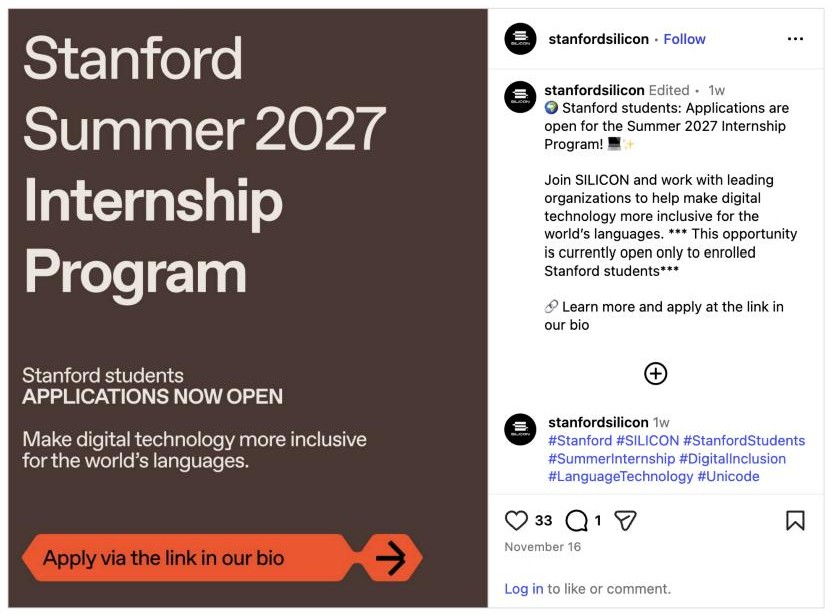 Stanford
Summer 2027
Internship
Program
Stanford students
APPLICATIONS NOW OPEN
Make digital technology more inclusive
for the world's languages.
Apply via the link in our bio
SILICON
stanfordsilicon • Follow
SILICON
stanfordsilicon Edited • 1w
🌍 Stanford students: Applications are
open for the Summer 2027 Internship
Program! 💻✨
Join SILICON and work with leading
organizations to help make digital
technology more inclusive for the
world's languages. *** This opportunity
is currently open only to enrolled
Stanford students***
🔗 Learn more and apply at the link in
our bio
SILICON
stanfordsilicon 1w
#Stanford #SILICON #StanfordStudents
#SummerInternship #DigitalInclusion
#LanguageTechnology #Unicode
33 1
November 16
Log in to like or comment.